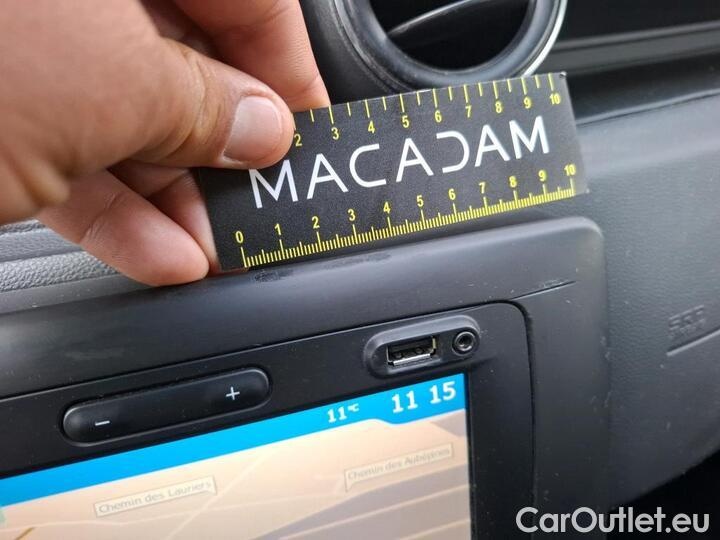 2 3 4 5 6 7 8 9 10
MACADAM
0 1 2 3 4 5 6 7 8 9 10
SRP
− +
11°C 11 15
Chemin des Lauriers
Chemin des Aubépines
CarOutlet.eu